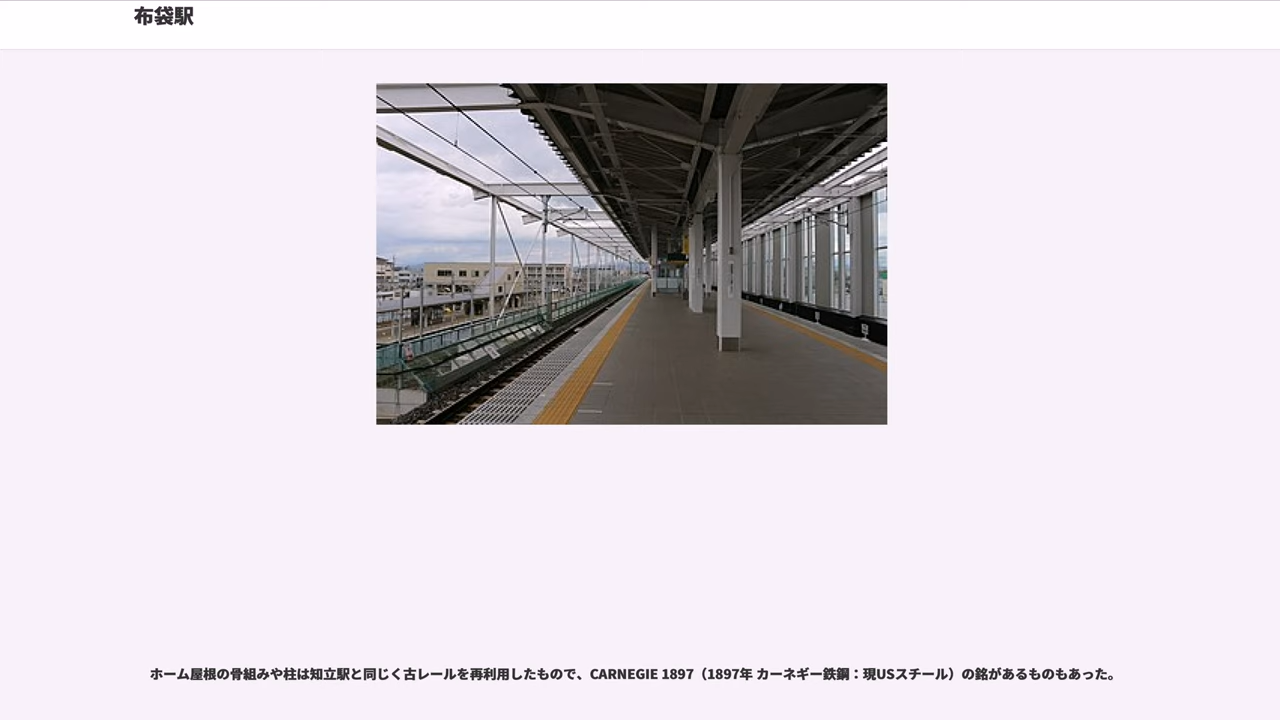 布袋駅
ホーム屋根の骨組みや柱は知立駅と同じく古レールを再利用したもので、CARNEGIE 1897（1897年 カーネギー鉄鋼：現USスチール）の銘があるものもあった。